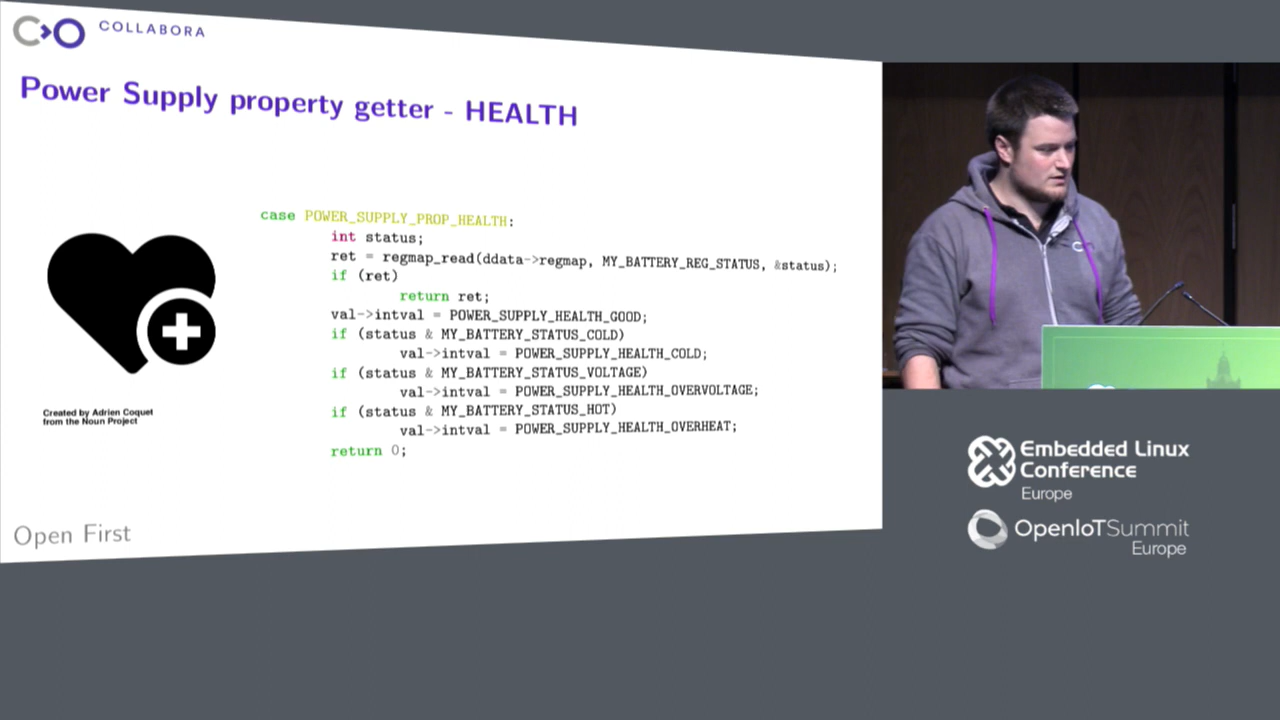 COLLABORA
Power Supply property getter - HEALTH
case POWER_SUPPLY_PROP_HEALTH:
int status;
ret = regmap_read(ddata->regmap, MY_BATTERY_REG_STATUS, &status);
if (ret)
return ret;
val->intval = POWER_SUPPLY_HEALTH_GOOD;
if (status & MY_BATTERY_STATUS_COLD)
val->intval = POWER_SUPPLY_HEALTH_COLD;
if (status & MY_BATTERY_STATUS_VOLTAGE)
val->intval = POWER_SUPPLY_HEALTH_OVERVOLTAGE;
if (status & MY_BATTERY_STATUS_HOT)
val->intval = POWER_SUPPLY_HEALTH_OVERHEAT;
return 0;
Created by Adrien Coquet
from the Noun Project
Open First
Embedded Linux
Conference
Europe
OpenIoTSummit
Europe